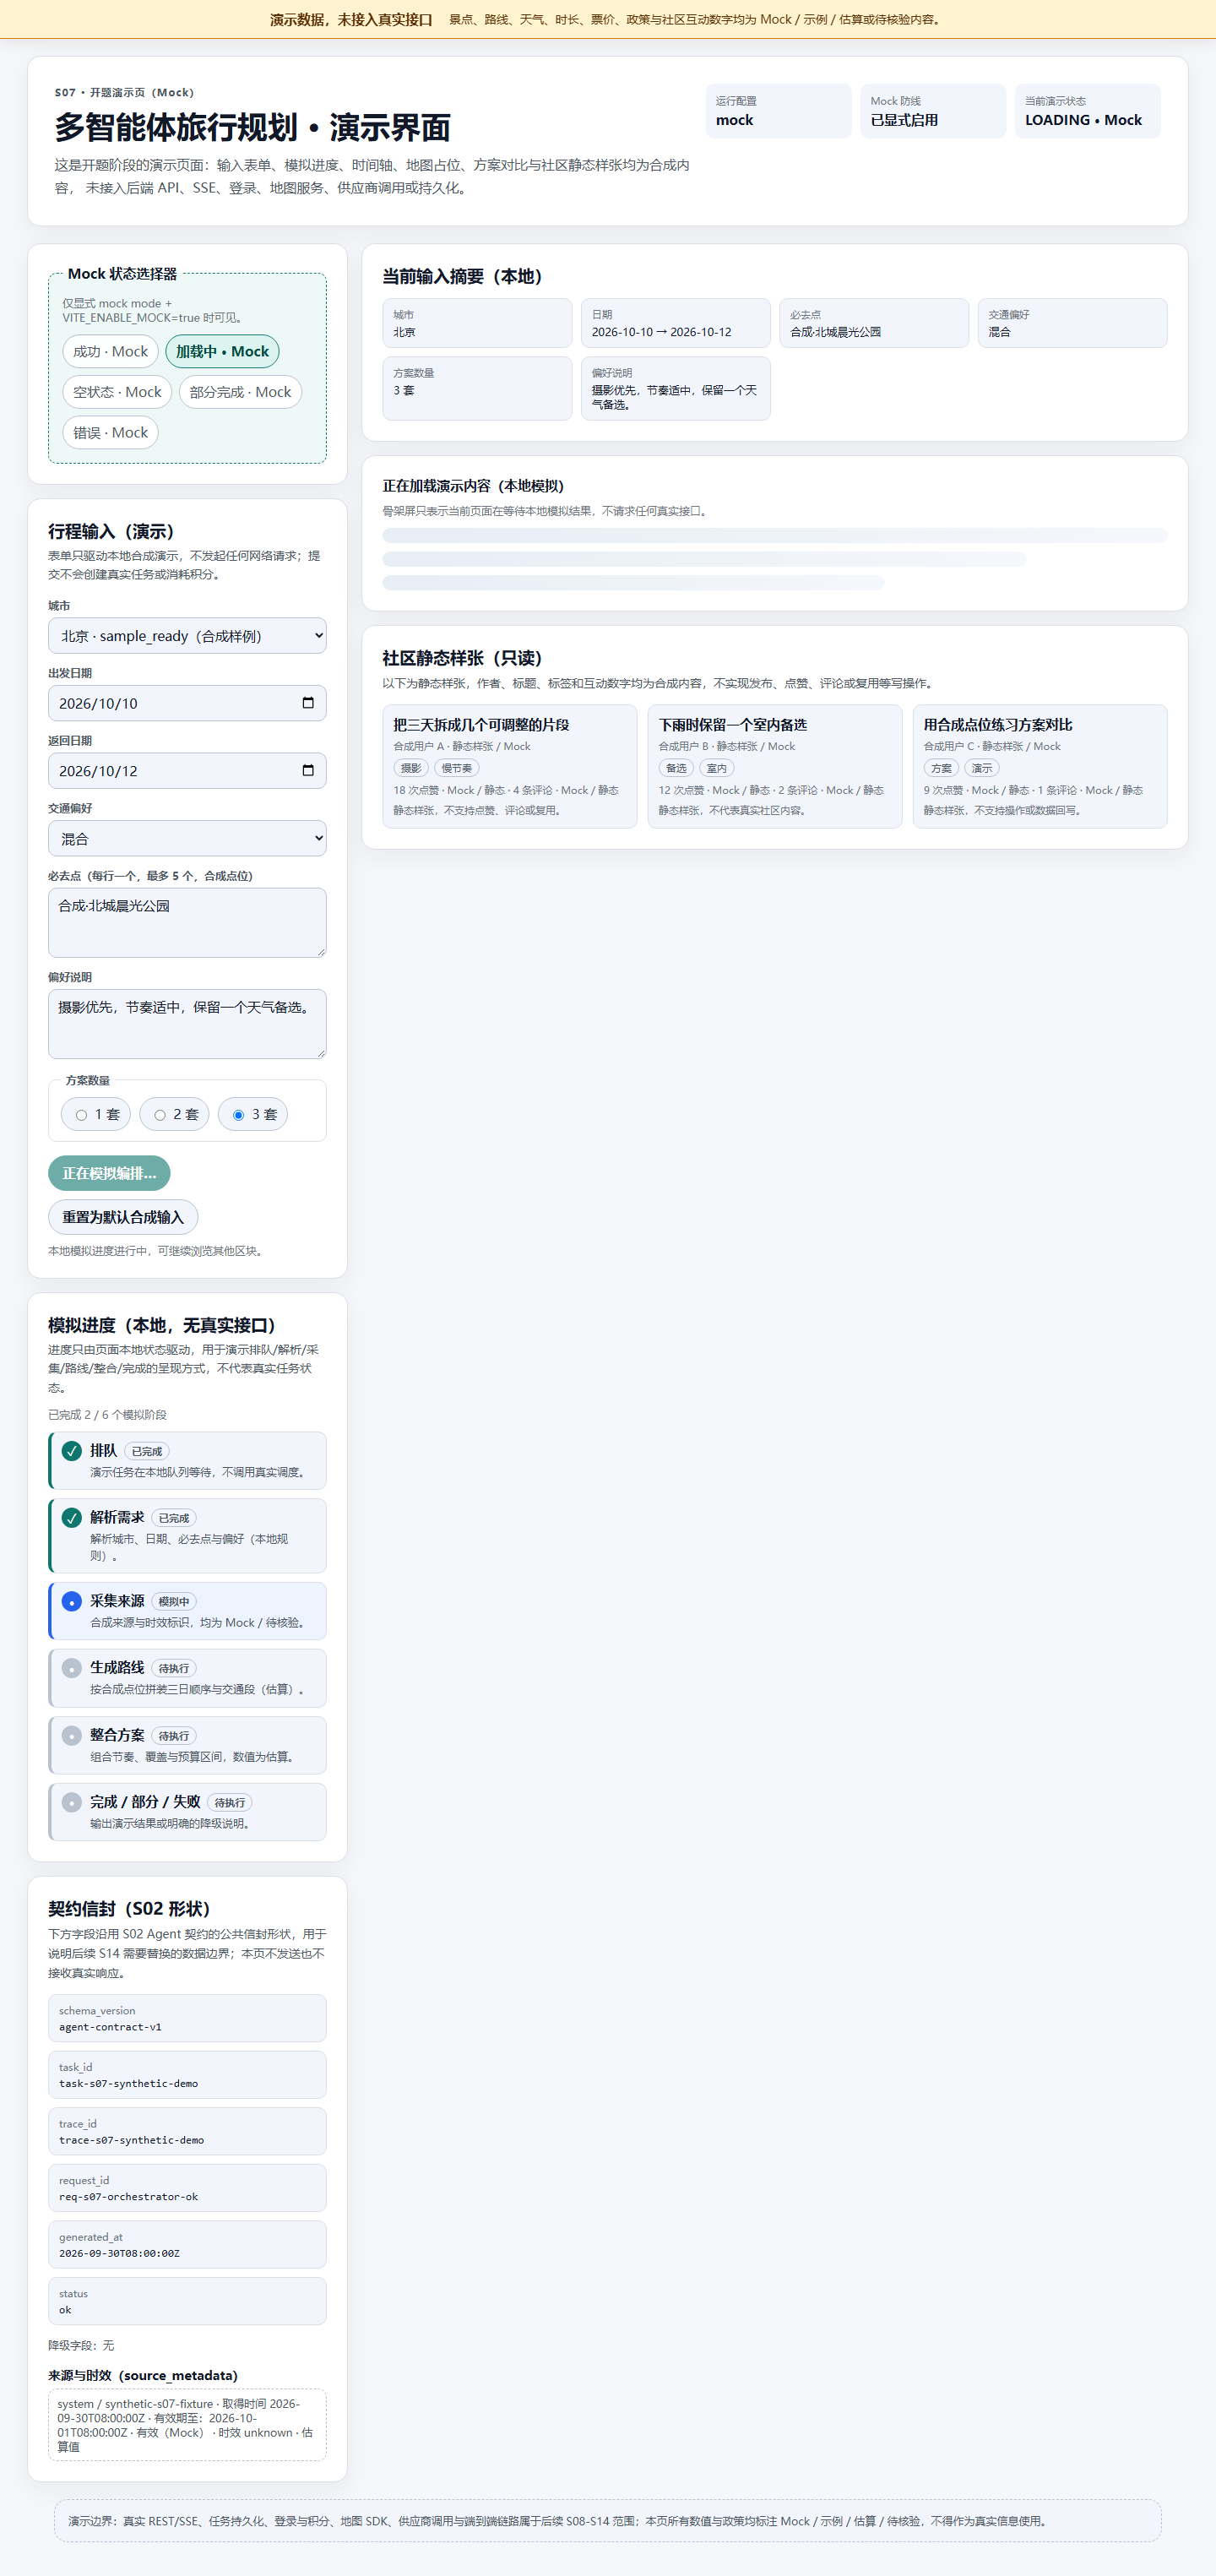 演示数据，未接入真实接口 景点、路线、天气、时长、票价、政策与社区互动数字均为 Mock / 示例 / 估算或待核验内容。
S07 • 开题演示页（Mock）
多智能体旅行规划 • 演示界面
这是开题阶段的演示页面：输入表单、模拟进度、时间轴、地图占位、方案对比与社区静态样张均为合成内
容， 未接入后端 API、SSE、登录、地图服务、供应商调用或持久化。
运行配置
mock
Mock 防线
已显式启用
当前演示状态
LOADING • Mock
Mock 状态选择器
仅显式 mock mode +
VITE_ENABLE_MOCK=true 时可见。
成功 · Mock
加载中 • Mock
空状态 · Mock
部分完成 · Mock
错误 · Mock
行程输入（演示）
表单只驱动本地合成演示，不发起任何网络请求；提
交不会创建真实任务或消耗积分。
城市
北京 · sample_ready（合成样例）
出发日期
2026/10/10
返回日期
2026/10/12
交通偏好
混合
必去点（每行一个，最多 5 个，合成点位）
合成·北城晨光公园
偏好说明
摄影优先，节奏适中，保留一个天气备选。
方案数量
1 套
2 套
3 套
正在模拟编排...
重置为默认合成输入
本地模拟进度进行中，可继续浏览其他区块。
模拟进度（本地，无真实接口）
进度只由页面本地状态驱动，用于演示排队/解析/采
集/路线/整合/完成的呈现方式，不代表真实任务状
态。
已完成 2 / 6 个模拟阶段
✓ 排队 已完成
演示任务在本地队列等待，不调用真实调度。
✓ 解析需求 已完成
解析城市、日期、必去点与偏好（本地规
则）。
采集来源 模拟中
合成来源与时效标识，均为 Mock / 待核验。
生成路线 待执行
按合成点位拼装三日顺序与交通段（估算）。
整合方案 待执行
组合节奏、覆盖与预算区间，数值为估算。
完成 / 部分 / 失败 待执行
输出演示结果或明确的降级说明。
契约信封（S02 形状）
下方字段沿用 S02 Agent 契约的公共信封形状，用于
说明后续 S14 需要替换的数据边界；本页不发送也不
接收真实响应。
schema_version
agent-contract-v1
task_id
task-s07-synthetic-demo
trace_id
trace-s07-synthetic-demo
request_id
req-s07-orchestrator-ok
generated_at
2026-09-30T08:00:00Z
status
ok
降级字段：无
来源与时效（source_metadata）
system / synthetic-s07-fixture · 取得时间 2026-
09-30T08:00:00Z · 有效期至：2026-10-
01T08:00:00Z · 有效（Mock） · 时效 unknown · 估
算值
当前输入摘要（本地）
城市
北京
日期
2026-10-10 → 2026-10-12
必去点
合成·北城晨光公园
交通偏好
混合
方案数量
3 套
偏好说明
摄影优先，节奏适中，保留一个天
气备选。
正在加载演示内容（本地模拟）
骨架屏只表示当前页面在等待本地模拟结果，不请求任何真实接口。
社区静态样张（只读）
以下为静态样张，作者、标题、标签和互动数字均为合成内容，不实现发布、点赞、评论或复用等写操作。
把三天拆成几个可调整的片段
合成用户 A · 静态样张 / Mock
摄影 慢节奏
18 次点赞 · Mock / 静态 · 4 条评论 · Mock / 静态
静态样张，不支持点赞、评论或复用。
下雨时保留一个室内备选
合成用户 B · 静态样张 / Mock
备选 室内
12 次点赞 · Mock / 静态 · 2 条评论 · Mock / 静态
静态样张，不代表真实社区内容。
用合成点位练习方案对比
合成用户 C · 静态样张 / Mock
方案 演示
9 次点赞 · Mock / 静态 · 1 条评论 · Mock / 静态
静态样张，不支持操作或数据回写。
演示边界：真实 REST/SSE、任务持久化、登录与积分、地图 SDK、供应商调用与端到端链路属于后续 S08-S14 范围；本页所有数值与政策均标注 Mock / 示例 / 估算 / 待核验，不得作为真实信息使用。